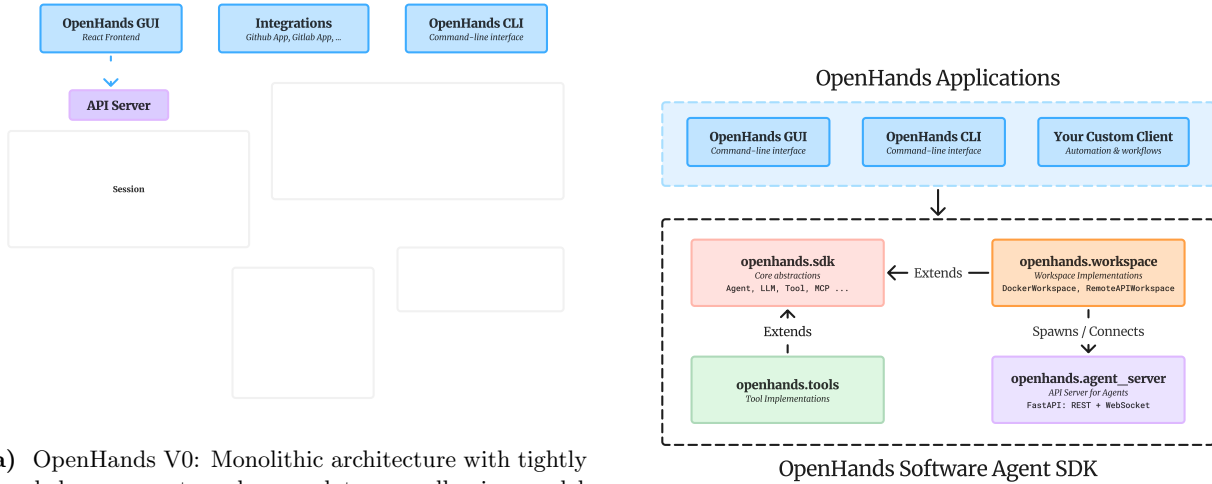 OpenHands GUI
React Frontend
Integrations
Github App, Gitlab App, ...
OpenHands CLI
Command-line interface
API Server
Session
a) OpenHands V0: Monolithic architecture with tightly
OpenHands Applications
OpenHands GUI
Command-line interface
OpenHands CLI
Command-line interface
Your Custom Client
Automation & workflows
openhands.sdk
Core abstractions
Agent, LLM, Tool, MCP ...
Extends
openhands.workspace
Workspace Implementations
DockerWorkspace, RemoteAPIWorkspace
Extends
Spawns / Connects
openhands.tools
Tool Implementations
openhands.agent_server
API Server for Agents
FastAPI: REST + WebSocket
OpenHands Software Agent SDK